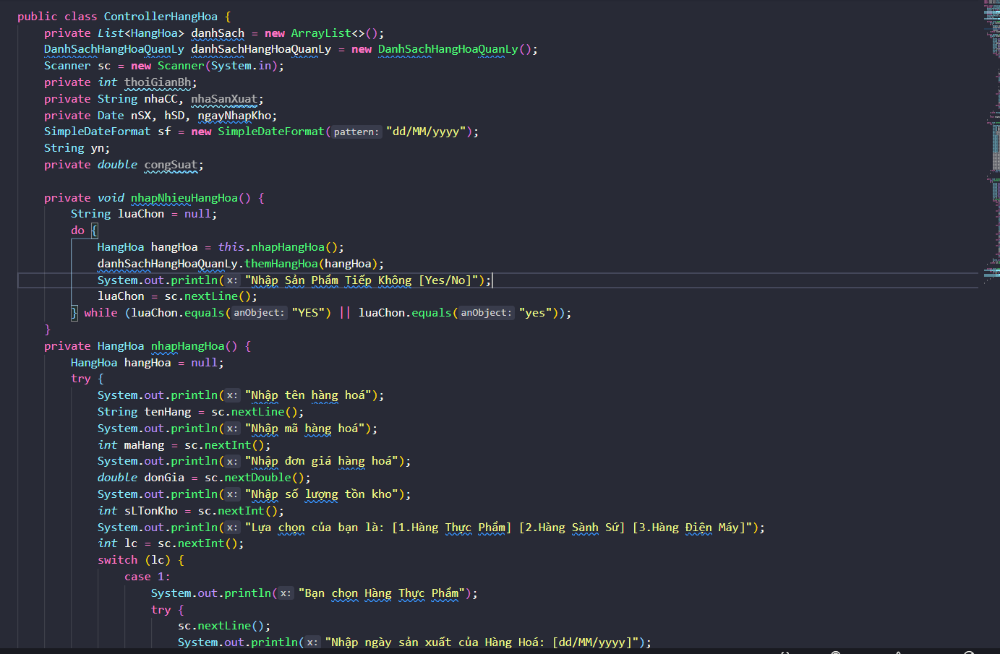 public class ControllerHangHoa {
private List<HangHoa> danhSach = new ArrayList<>();
DanhSachHangHoaQuanLy danhSachHangHoaQuanLy = new DanhSachHangHoaQuanLy();
Scanner sc = new Scanner(System.in);
private int thoiGianBh;
private String nhaCC, nhaSanXuat;
private Date nSX, hSD, ngayNhapKho;
SimpleDateFormat sf = new SimpleDateFormat(pattern: "dd/MM/yyyy");
String yn;
private double congSuat;
private void nhapNhieuHangHoa() {
String luaChon = null;
do {
HangHoa hangHoa = this.nhapHangHoa();
danhSachHangHoaQuanLy.themHangHoa(hangHoa);
System.out.println(x: "Nhập Sản Phẩm Tiếp Không [Yes/No]");
luaChon = sc.nextLine();
} while (luaChon.equals(anObject: "YES") || luaChon.equals(anObject: "yes"));
}
private HangHoa nhapHangHoa() {
HangHoa hangHoa = null;
try {
System.out.println(x: "Nhập tên hàng hoá");
String tenHang = sc.nextLine();
System.out.println(x: "Nhập mã hàng hoá");
int maHang = sc.nextInt();
System.out.println(x: "Nhập đơn giá hàng hoá");
double donGia = sc.nextDouble();
System.out.println(x: "Nhập số lượng tồn kho");
int sLTonKho = sc.nextInt();
System.out.println(x: "Lựa chọn của bạn là: [1.Hàng Thực Phẩm] [2.Hàng Sành Sứ] [3.Hàng Điện Máy]");
int lc = sc.nextInt();
switch (lc) {
case 1:
System.out.println(x: "Bạn chọn Hàng Thực Phẩm");
try {
sc.nextLine();
System.out.println(x: "Nhập ngày sản xuất của Hàng Hoá: [dd/MM/yyyy]");